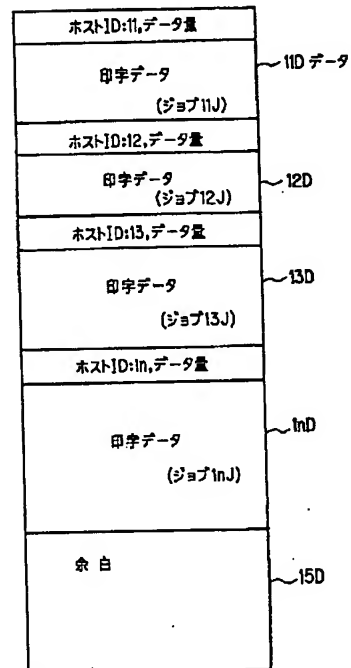 ホストID:11,データ量
印字データ
11D データ
(ジョブ11J)
ホストID:12,データ量
印字データ
12D
(ジョブ12J)
ホストID:13,データ量
13D
印字データ
(ジョブ13J)
ホストID:1n,データ量
1nD
印字データ
(ジョブ1nJ)
余白
15D